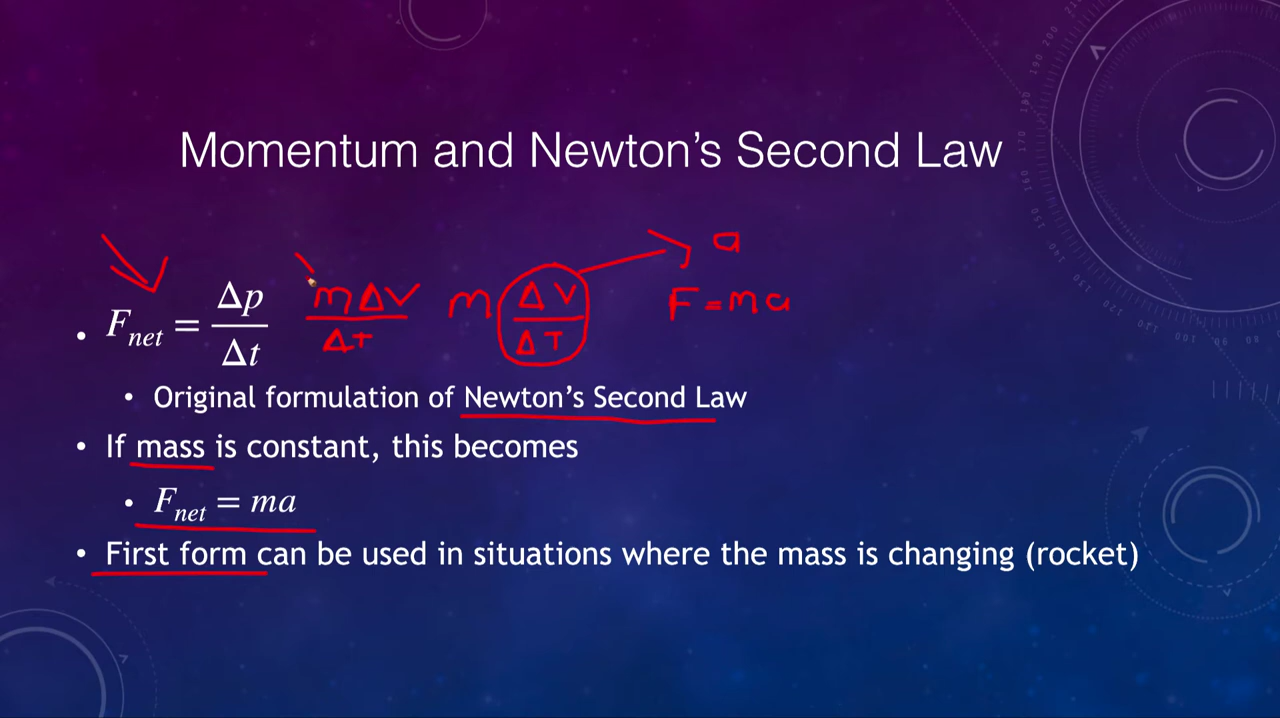 Momentum and Newton's Second Law
a
• F_net = Δp/Δt mΔV/ΔT m ΔV/ΔT F = ma
• Original formulation of Newton's Second Law
• If mass is constant, this becomes
• F_net = ma
• First form can be used in situations where the mass is changing (rocket)